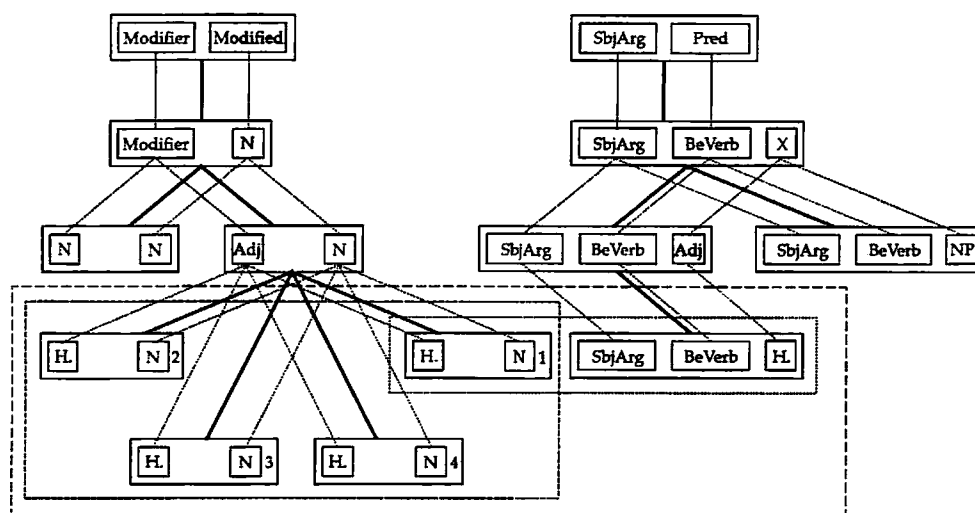 Modifier Modified SbjArg Pred
Modifier N SbjArg BeVerb X
N N Adj N SbjArg BeVerb Adj SbjArg BeVerb NP
H. N 2 H. N 1 SbjArg BeVerb H.
H. N 3 H. N 4